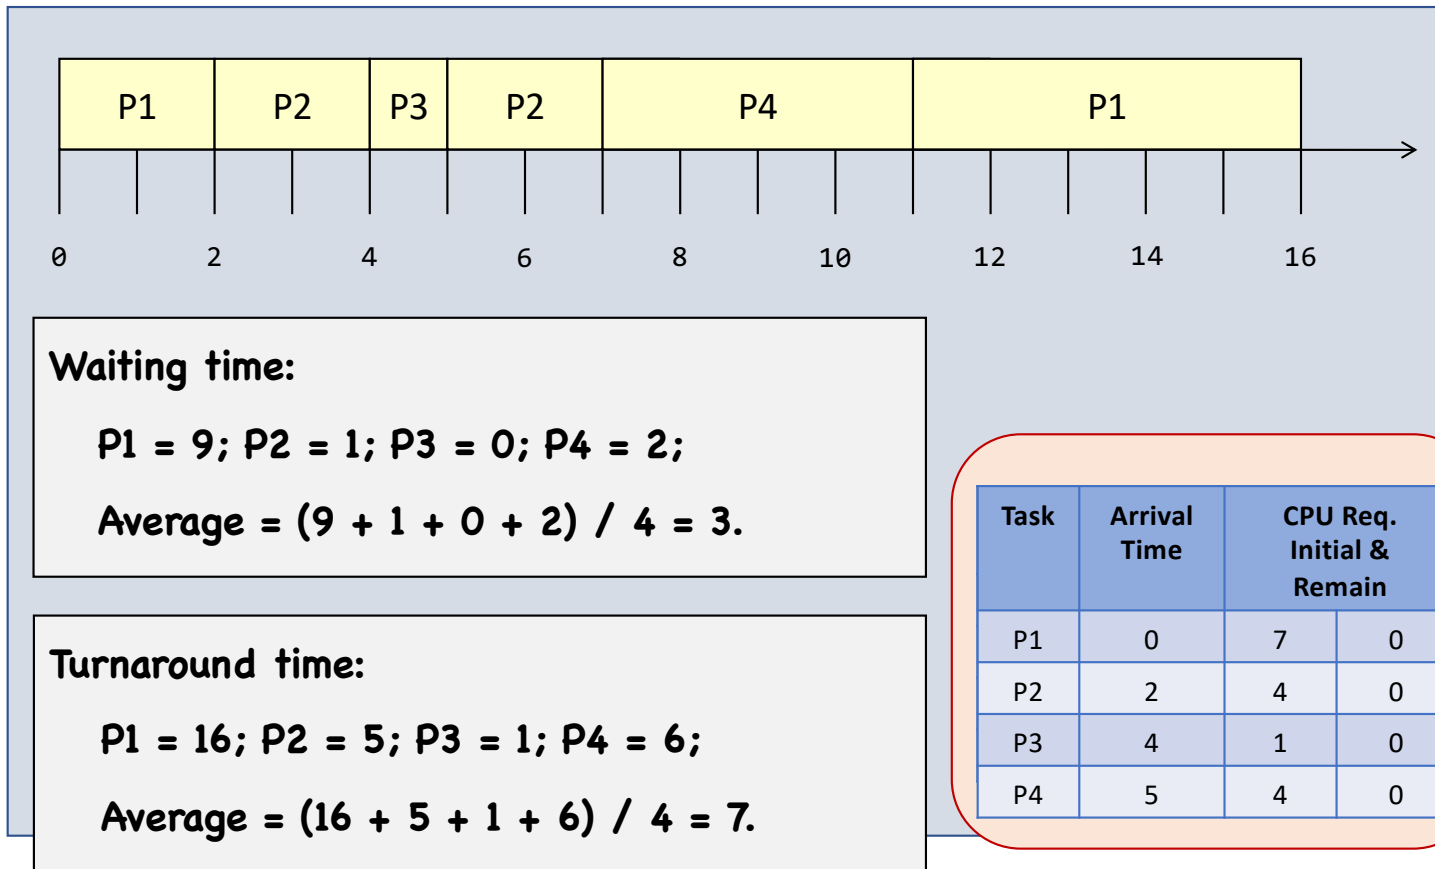 P1 P2 P3 P2 P4 P1
0 2 4 6 8 10 12 14 16
Waiting time:
P1 = 9; P2 = 1; P3 = 0; P4 = 2;
Average = (9 + 1 + 0 + 2) / 4 = 3.
Turnaround time:
P1 = 16; P2 = 5; P3 = 1; P4 = 6;
Average = (16 + 5 + 1 + 6) / 4 = 7.
Task Arrival CPU Req.
Time Initial &
Remain
P1 0 7 0
P2 2 4 0
P3 4 1 0
P4 5 4 0